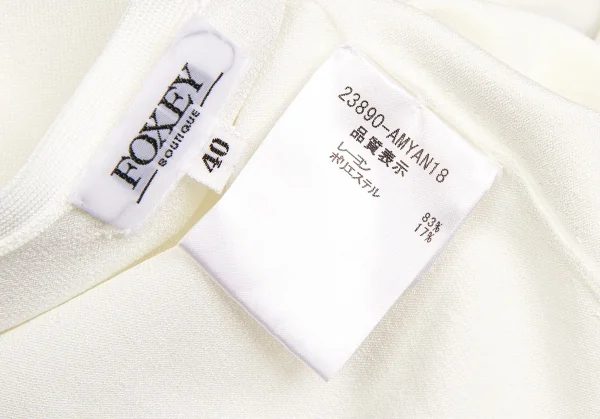 FOXEY
BOUTIQUE
40
23890-AMYAN18
品質表示
レーヨン
ポリエステル
83%
17%